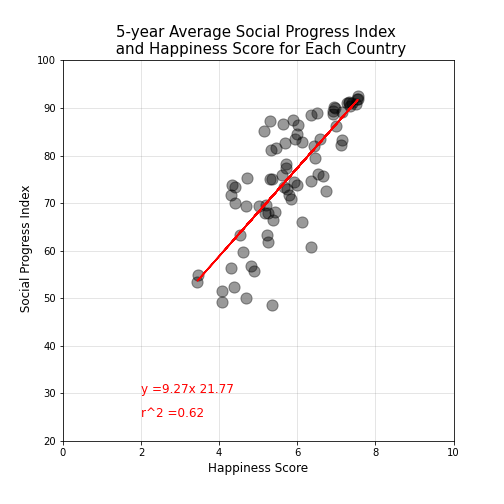 5-year Average Social Progress Index
and Happiness Score for Each Country
100
90
80
70
60
50
40
30
20
Social Progress Index
y =9.27x 21.77
r^2 =0.62
0 2 4 6 8 10
Happiness Score